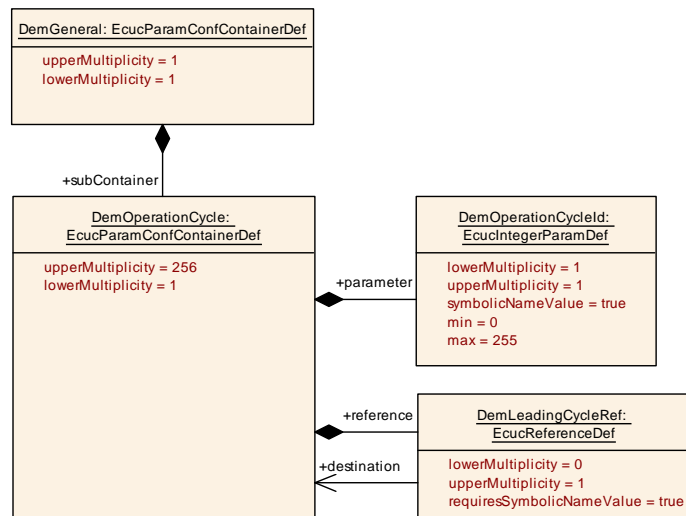 DemGeneral: EcucParamConfContainerDef
upperMultiplicity = 1
lowerMultiplicity = 1
+subContainer
DemOperationCycle:
EcucParamConfContainerDef
upperMultiplicity = 256
lowerMultiplicity = 1
+parameter
DemOperationCycleId:
EcucIntegerParamDef
lowerMultiplicity = 1
upperMultiplicity = 1
symbolicNameValue = true
min = 0
max = 255
+reference
+destination
DemLeadingCycleRef:
EcucReferenceDef
lowerMultiplicity = 0
upperMultiplicity = 1
requiresSymbolicNameValue = true